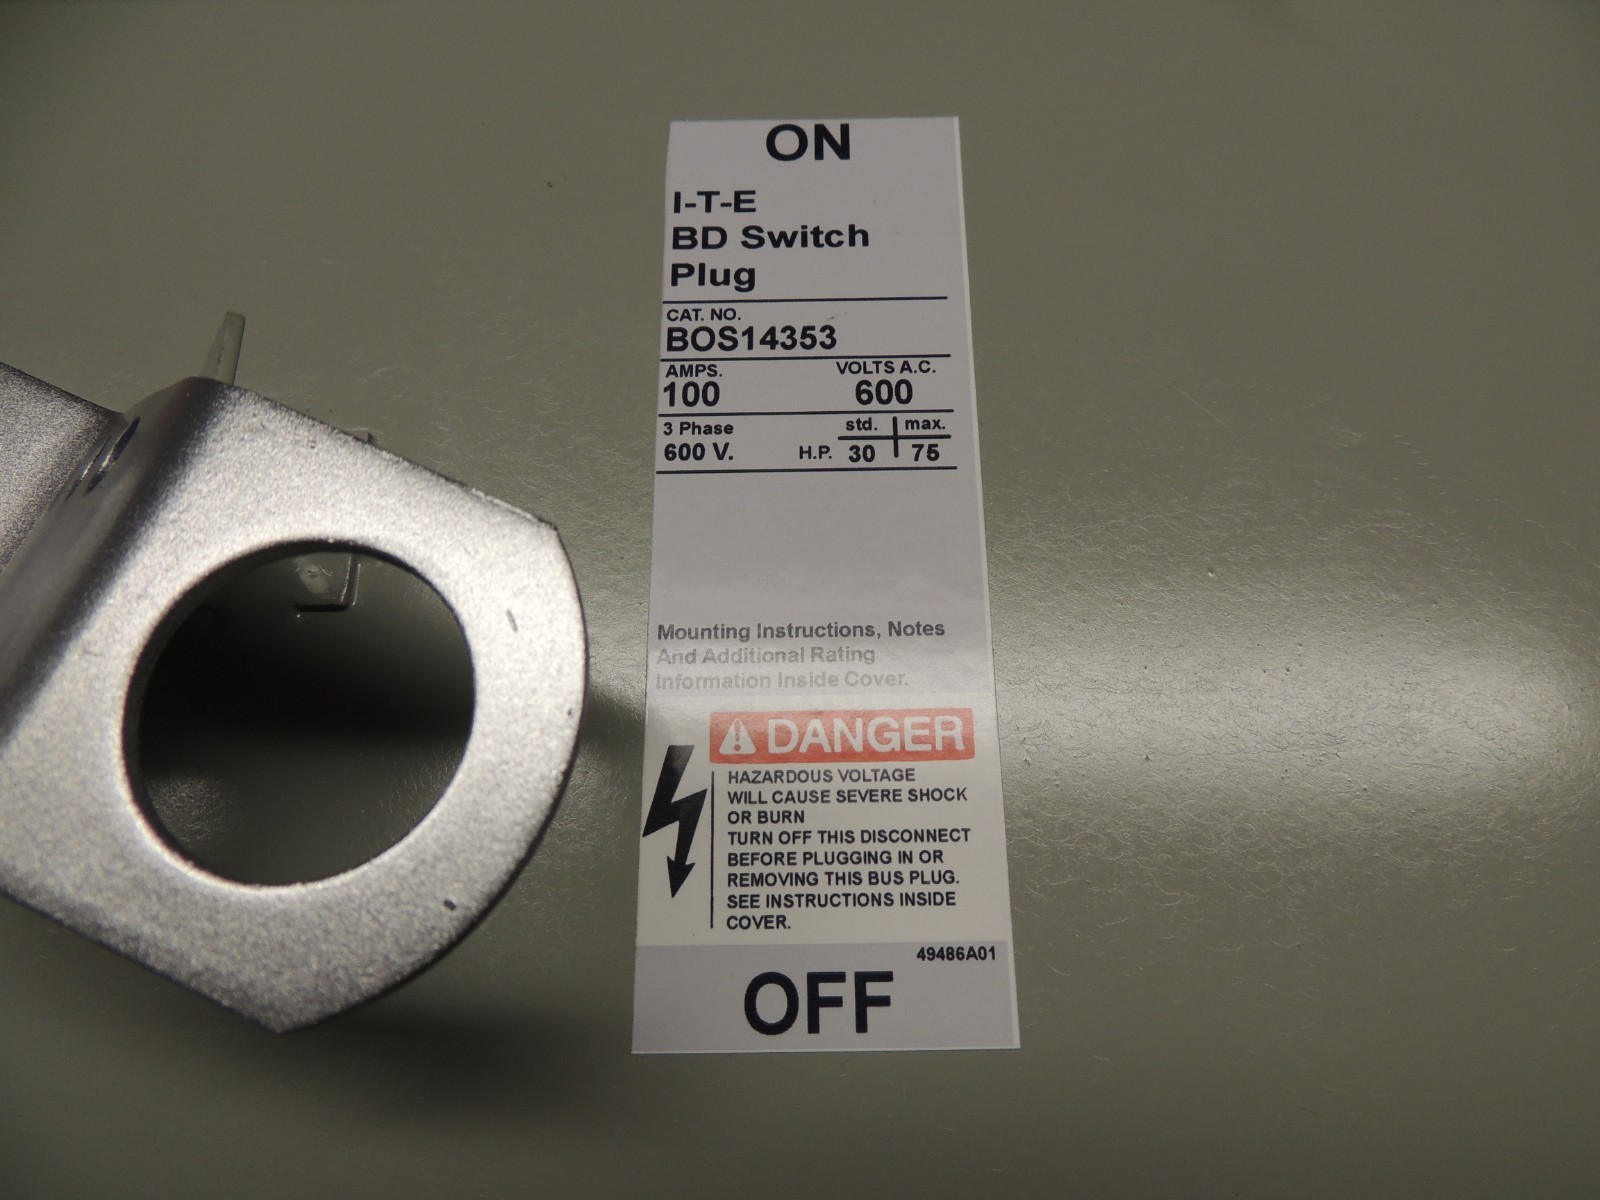 ON
I-T-E
BD Switch
Plug
CAT. NO.
BOS14353
AMPS. VOLTS A.C.
100 600
3 Phase std. max.
600 V. H.P. 30 75
Mounting Instructions, Notes
And Additional Rating
Information Inside Cover.
DANGER
HAZARDOUS VOLTAGE
WILL CAUSE SEVERE SHOCK
OR BURN
TURN OFF THIS DISCONNECT
BEFORE PLUGGING IN OR
REMOVING THIS BUS PLUG.
SEE INSTRUCTIONS INSIDE
COVER.
49486A01
OFF